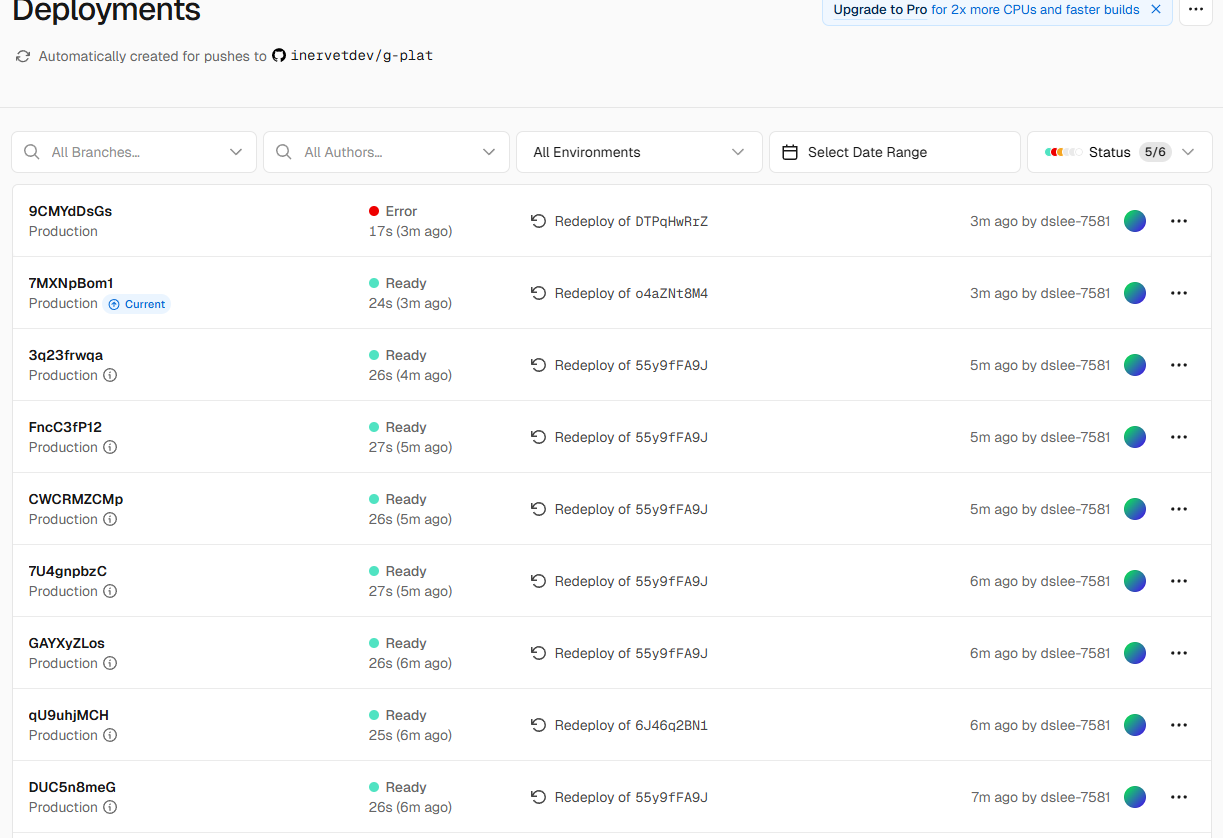 Deployments
Upgrade to Pro for 2x more CPUs and faster builds
Automatically created for pushes to inervetdev/g-plat
All Branches... All Authors... All Environments Select Date Range Status 5/6
9CMYdDsGs Error Redeploy of DTPqHwRrZ 3m ago by dslee-7581
Production 17s (3m ago)
7MXNpBom1 Ready Redeploy of o4aZNt8M4 3m ago by dslee-7581
Production Current 24s (3m ago)
3q23frwqa Ready Redeploy of 55y9fFA9J 5m ago by dslee-7581
Production 26s (4m ago)
FncC3fP12 Ready Redeploy of 55y9fFA9J 5m ago by dslee-7581
Production 27s (5m ago)
CWCRMZCMp Ready Redeploy of 55y9fFA9J 5m ago by dslee-7581
Production 26s (5m ago)
7U4gnpbzC Ready Redeploy of 55y9fFA9J 6m ago by dslee-7581
Production 27s (5m ago)
GAYXyZLos Ready Redeploy of 55y9fFA9J 6m ago by dslee-7581
Production 26s (6m ago)
qU9uhjMCH Ready Redeploy of 6J46q2BN1 6m ago by dslee-7581
Production 25s (6m ago)
DUC5n8meG Ready Redeploy of 55y9fFA9J 7m ago by dslee-7581
Production 26s (6m ago)